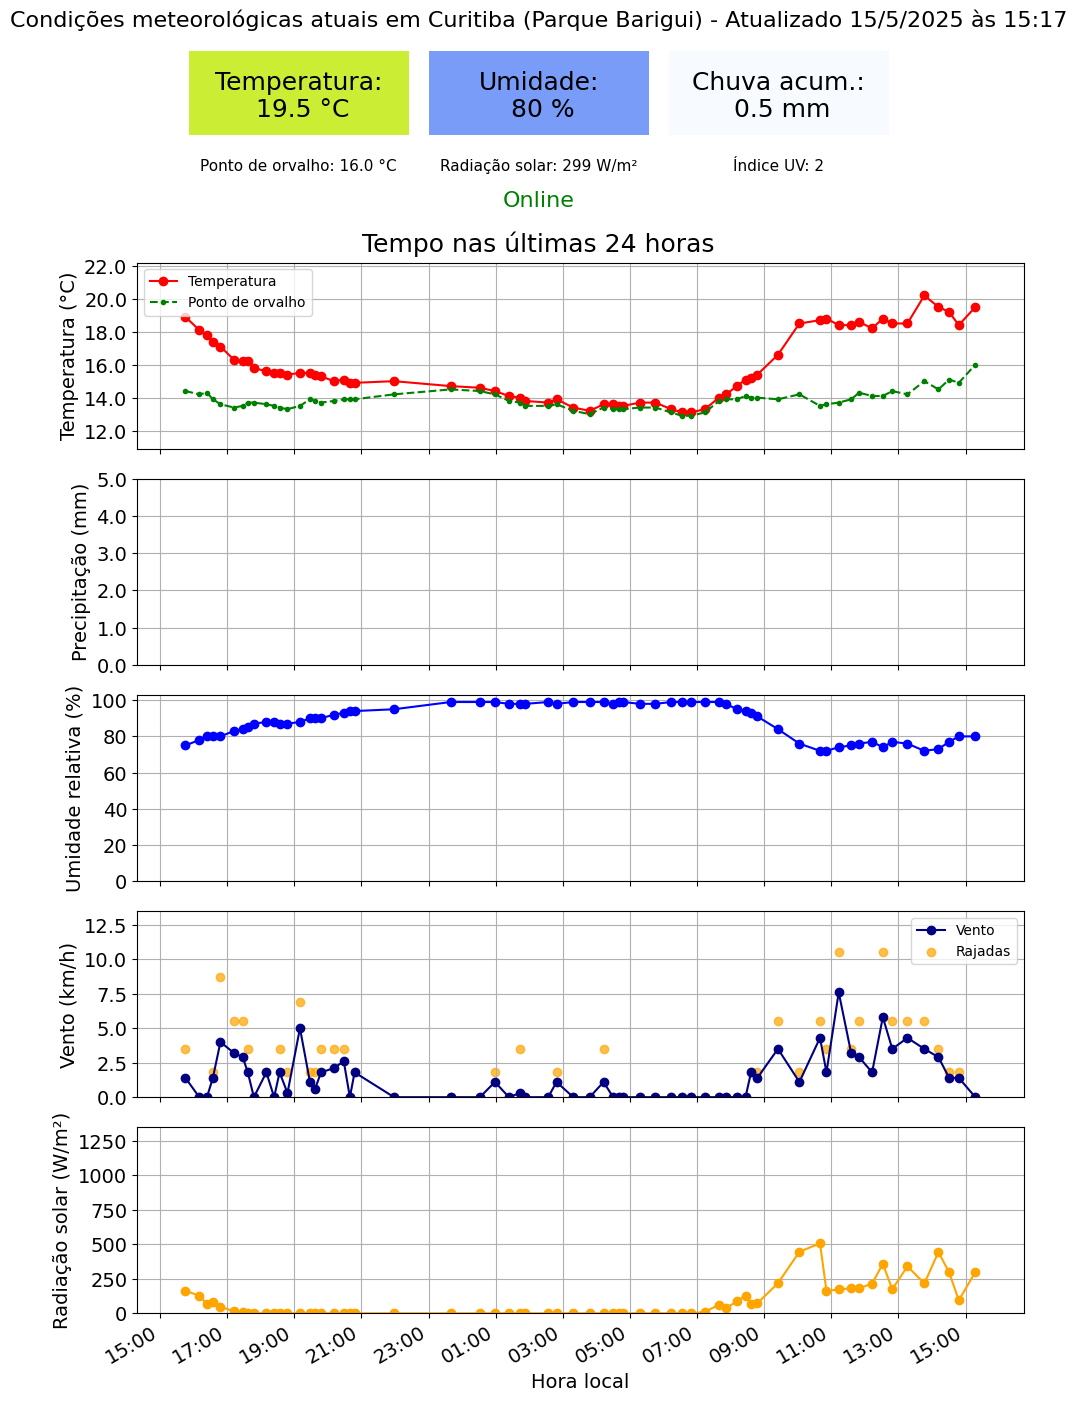 Condições meteorológicas atuais em Curitiba (Parque Barigui) - Atualizado 15/5/2025 às 15:17
Temperatura:
19.5 °C
Umidade:
80 %
Chuva acum.:
0.5 mm
Ponto de orvalho: 16.0 °C
Radiação solar: 299 W/m²
Índice UV: 2
Online
Tempo nas últimas 24 horas
Temperatura (°C)
22.0
20.0
18.0
16.0
14.0
12.0
Temperatura
Ponto de orvalho
Precipitação (mm)
5.0
4.0
3.0
2.0
1.0
0.0
Umidade relativa (%)
100
80
60
40
20
0
Vento (km/h)
12.5
10.0
7.5
5.0
2.5
0.0
Vento
Rajadas
Radiação solar (W/m²)
1250
1000
750
500
250
0
15:00
17:00
19:00
21:00
23:00
01:00
03:00
05:00
07:00
09:00
11:00
13:00
15:00
Hora local